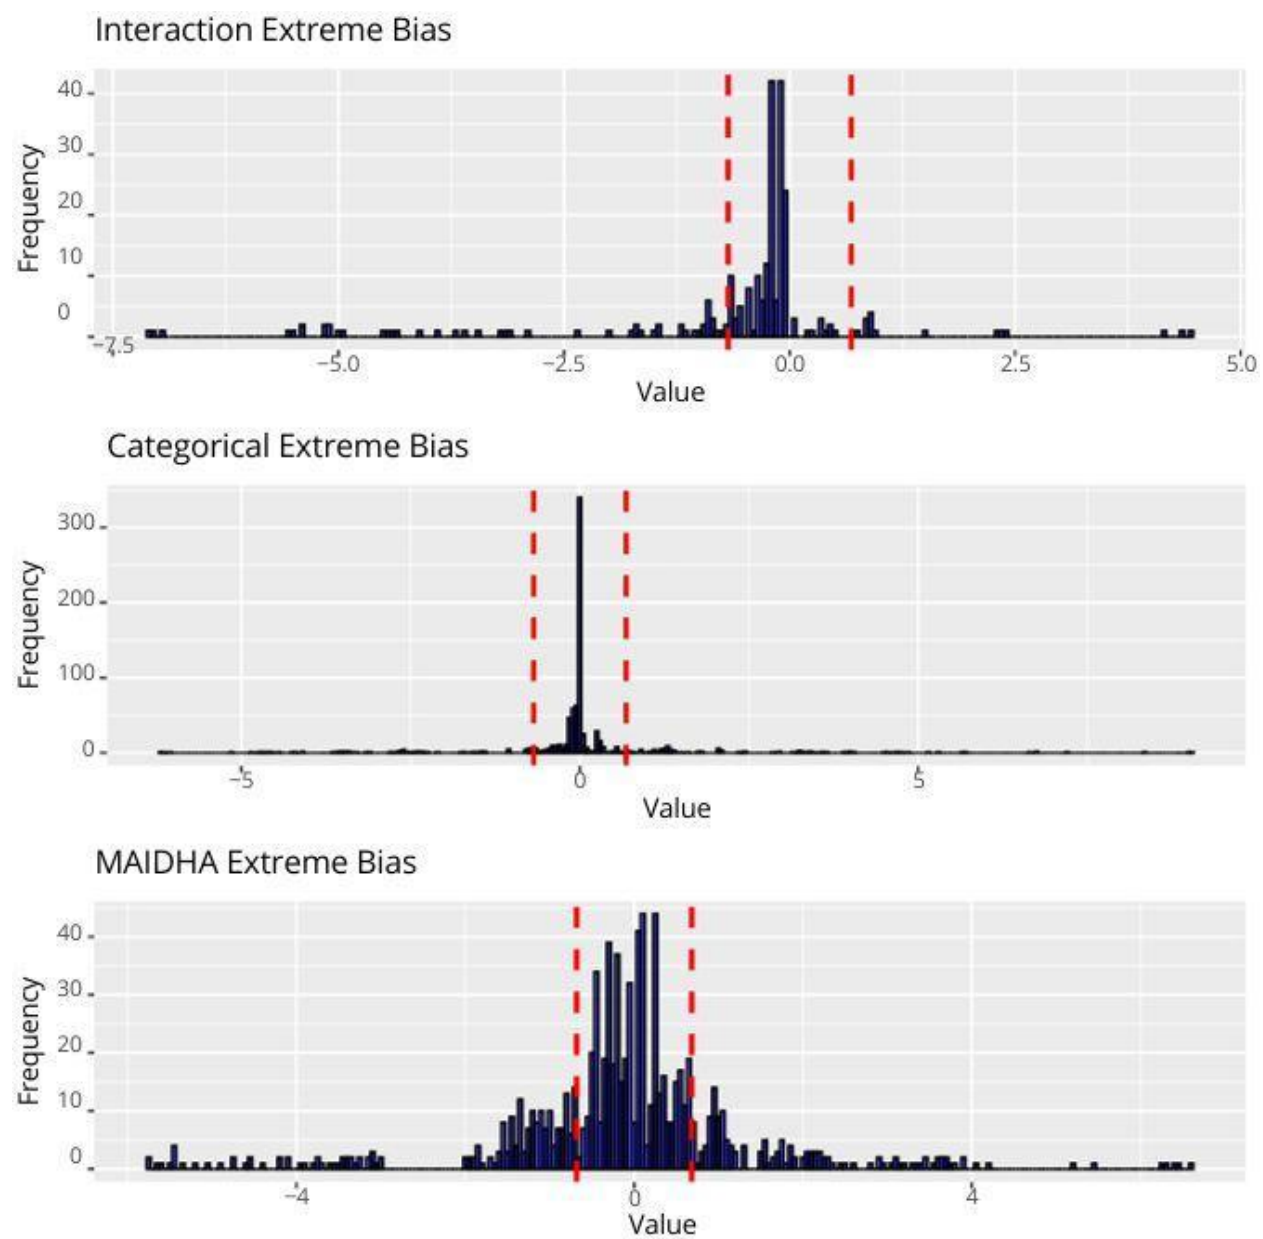 Interaction Extreme Bias
40
30
20
10
0
Frequency
−7.5 −5.0 −2.5 0.0 2.5 5.0
Value
Categorical Extreme Bias
300
200
100
0
Frequency
−5 0 5
Value
MAIDHA Extreme Bias
40
30
20
10
0
Frequency
−4 0 4
Value